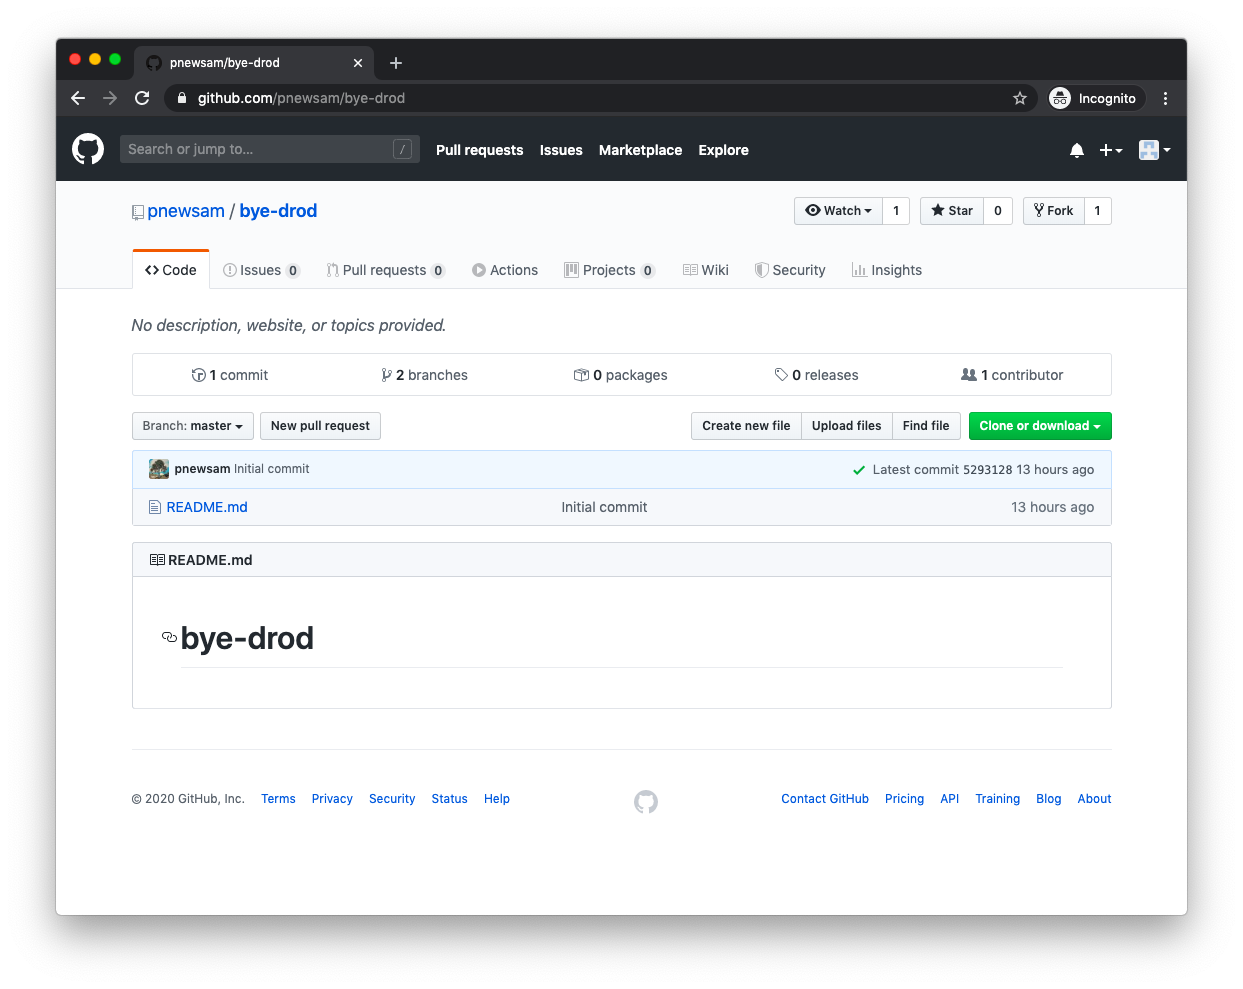 pnewsam/bye-drod
github.com/pnewsam/bye-drod
Incognito
Search or jump to...
/
Pull requests
Issues
Marketplace
Explore
pnewsam / bye-drod
Watch 1
Star 0
Fork 1
Code
Issues 0
Pull requests 0
Actions
Projects 0
Wiki
Security
Insights
No description, website, or topics provided.
1 commit
2 branches
0 packages
0 releases
1 contributor
Branch: master
New pull request
Create new file
Upload files
Find file
Clone or download
pnewsam Initial commit
Latest commit 5293128 13 hours ago
README.md
Initial commit
13 hours ago
README.md
bye-drod
© 2020 GitHub, Inc.
Terms
Privacy
Security
Status
Help
Contact GitHub
Pricing
API
Training
Blog
About